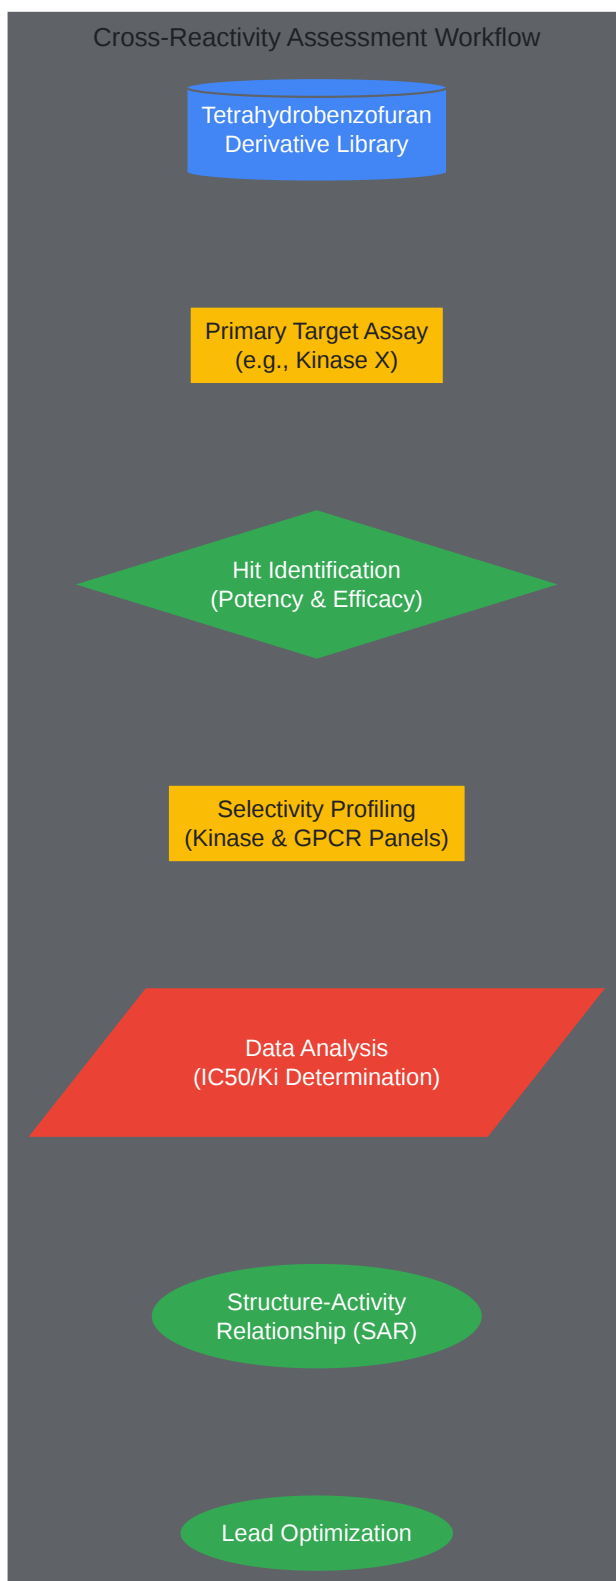 Cross-Reactivity Assessment Workflow
Tetrahydrobenzofuran
Derivative Library
Primary Target Assay
(e.g., Kinase X)
Hit Identification
(Potency & Efficacy)
Selectivity Profiling
(Kinase & GPCR Panels)
Data Analysis
(IC50/Ki Determination)
Structure-Activity
Relationship (SAR)
Lead Optimization